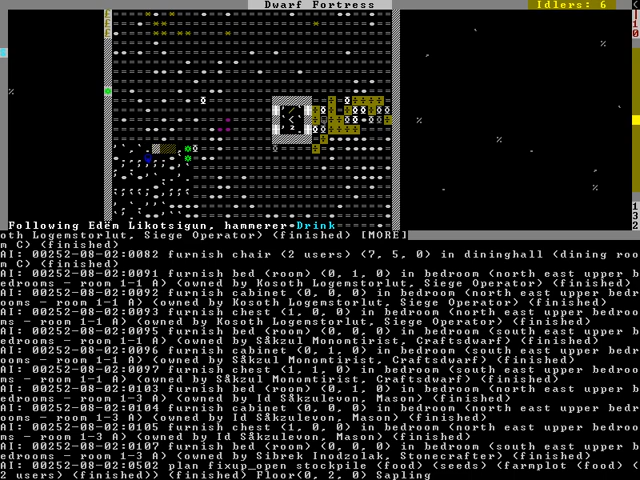 Dwarf Fortress
Idlers: 6
Following Edëm Likotsigun, hammerer Drink
oth Logemstorlut, Siege Operator) (finished) [MORE]
m C) (finished)
AI: 00252-08-02:0082 furnish chair (2 users) (7, 5, 0) in dininghall (dining roo
m C) (finished)
AI: 00252-08-02:0091 furnish bed (room) (0, 1, 0) in bedroom (north east upper b
edrooms - room 1-1 A) (owned by Kosoth Logemstorlut, Siege Operator) (finished)
AI: 00252-08-02:0092 furnish cabinet (0, 0, 0) in bedroom (north east upper bedr
ooms - room 1-1 A) (owned by Kosoth Logemstorlut, Siege Operator) (finished)
AI: 00252-08-02:0093 furnish chest (1, 0, 0) in bedroom (north east upper bedroo
ms - room 1-1 A) (owned by Kosoth Logemstorlut, Siege Operator) (finished)
AI: 00252-08-02:0095 furnish bed (room) (0, 0, 0) in bedroom (south east upper b
edrooms - room 1-1 A) (owned by Såkzul Monomtirist, Craftsdwarf) (finished)
AI: 00252-08-02:0096 furnish cabinet (0, 1, 0) in bedroom (south east upper bedr
ooms - room 1-1 A) (owned by Såkzul Monomtirist, Craftsdwarf) (finished)
AI: 00252-08-02:0097 furnish chest (1, 1, 0) in bedroom (south east upper bedroo
ms - room 1-1 A) (owned by Såkzul Monomtirist, Craftsdwarf) (finished)
AI: 00252-08-02:0103 furnish bed (room) (0, 1, 0) in bedroom (north east upper b
edrooms - room 1-3 A) (owned by Id Såkzulevon, Mason) (finished)
AI: 00252-08-02:0104 furnish cabinet (0, 0, 0) in bedroom (north east upper bedr
ooms - room 1-3 A) (owned by Id Såkzulevon, Mason) (finished)
AI: 00252-08-02:0105 furnish chest (1, 0, 0) in bedroom (north east upper bedroo
ms - room 1-3 A) (owned by Id Såkzulevon, Mason) (finished)
AI: 00252-08-02:0107 furnish bed (room) (0, 0, 0) in bedroom (south east upper b
edrooms - room 1-3 A) (owned by Sibrek Inodzolak, Stonecrafter) (finished)
AI: 00252-08-02:0502 plan fixup_open stockpile (food) (seeds) (farmplot (food) (
2 users) (finished)) (finished) Floor(0, 2, 0) Sapling